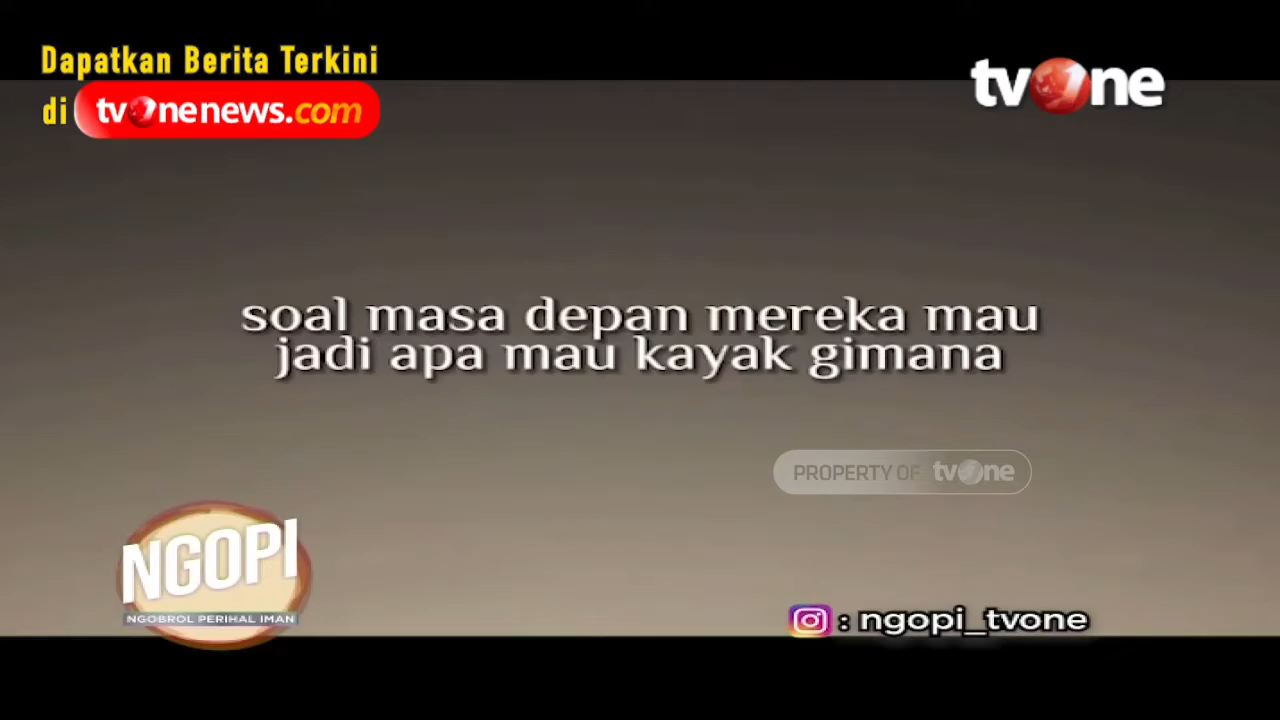 Dapatkan Berita Terkini
di tvonenews.com
tvone
soal masa depan mereka mau
jadi apa mau kayak gimana
PROPERTY OF tvone
NGOPI
NGOBROL PERIHAL IMAN
: ngopi_tvone